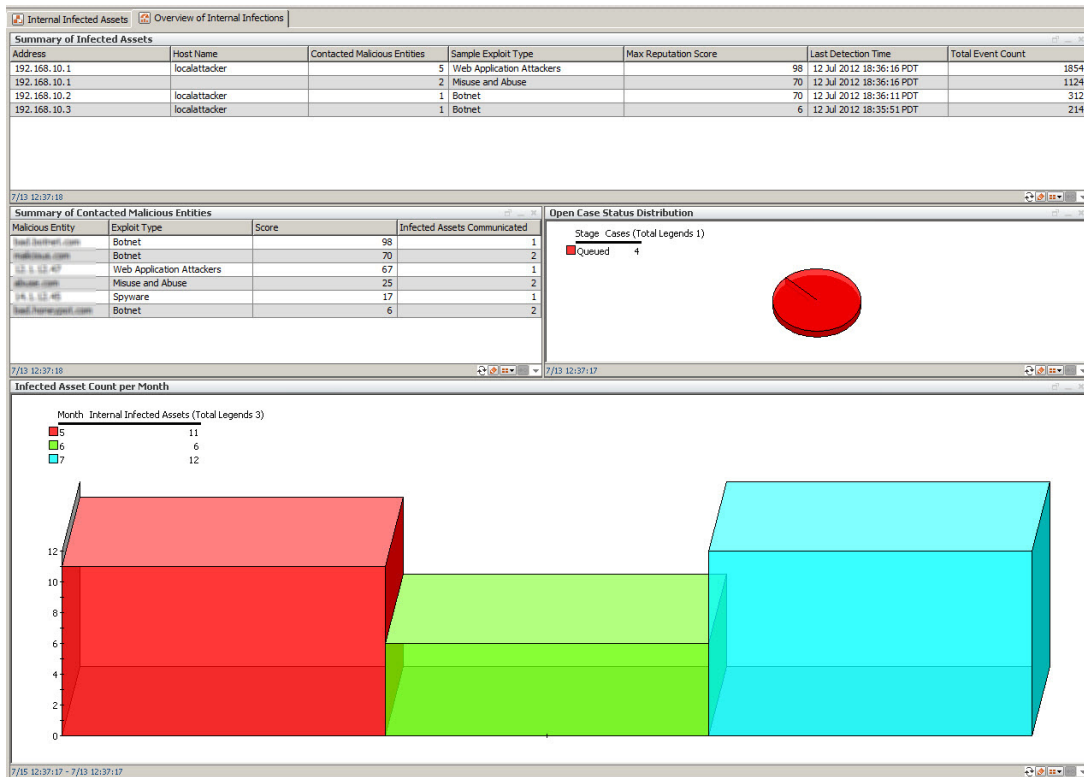 Internal Infected Assets Overview of Internal Infections
Summary of Infected Assets
Address Host Name Contacted Malicious Entities Sample Exploit Type Max Reputation Score Last Detection Time Total Event Count
192.168.10.1 localattacker 5 Web Application Attackers 98 12 Jul 2012 18:36:16 PDT 1854
192.168.10.1 2 Misuse and Abuse 70 12 Jul 2012 18:36:16 PDT 1124
192.168.10.2 localattacker 1 Botnet 70 12 Jul 2012 18:36:11 PDT 312
192.168.10.3 localattacker 1 Botnet 6 12 Jul 2012 18:35:51 PDT 214
7/13 12:37:18
Summary of Contacted Malicious Entities
Malicious Entity Exploit Type Score Infected Assets Communicated
Botnet 98 1
Botnet 70 2
Web Application Attackers 67 1
Misuse and Abuse 25 2
Spyware 17 1
Botnet 6 2
7/13 12:37:18
Open Case Status Distribution
Stage Cases (Total Legends 1)
Queued 4
7/13 12:37:17
Infected Asset Count per Month
Month Internal Infected Assets (Total Legends 3)
5 11
6 6
7 12
12
10
8
6
4
2
0
7/15 12:37:17 - 7/13 12:37:17